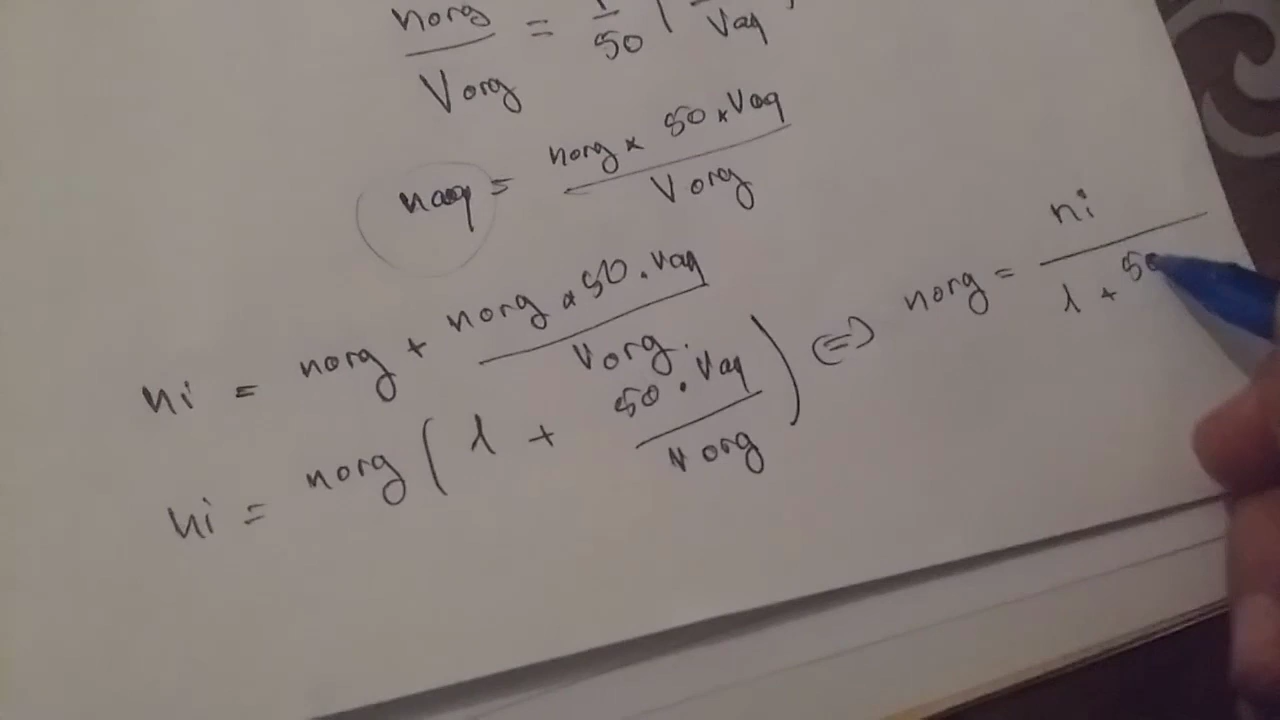 norg / Vorg = 1/50 ( / Vaq
naq = norg × 50 × Vaq / Vorg
ni = norg + norg × 50 . Vaq / Vorg.
ni = norg ( 1 + 50 . Vaq / Vorg ) <=> norg = ni / 1 + 50